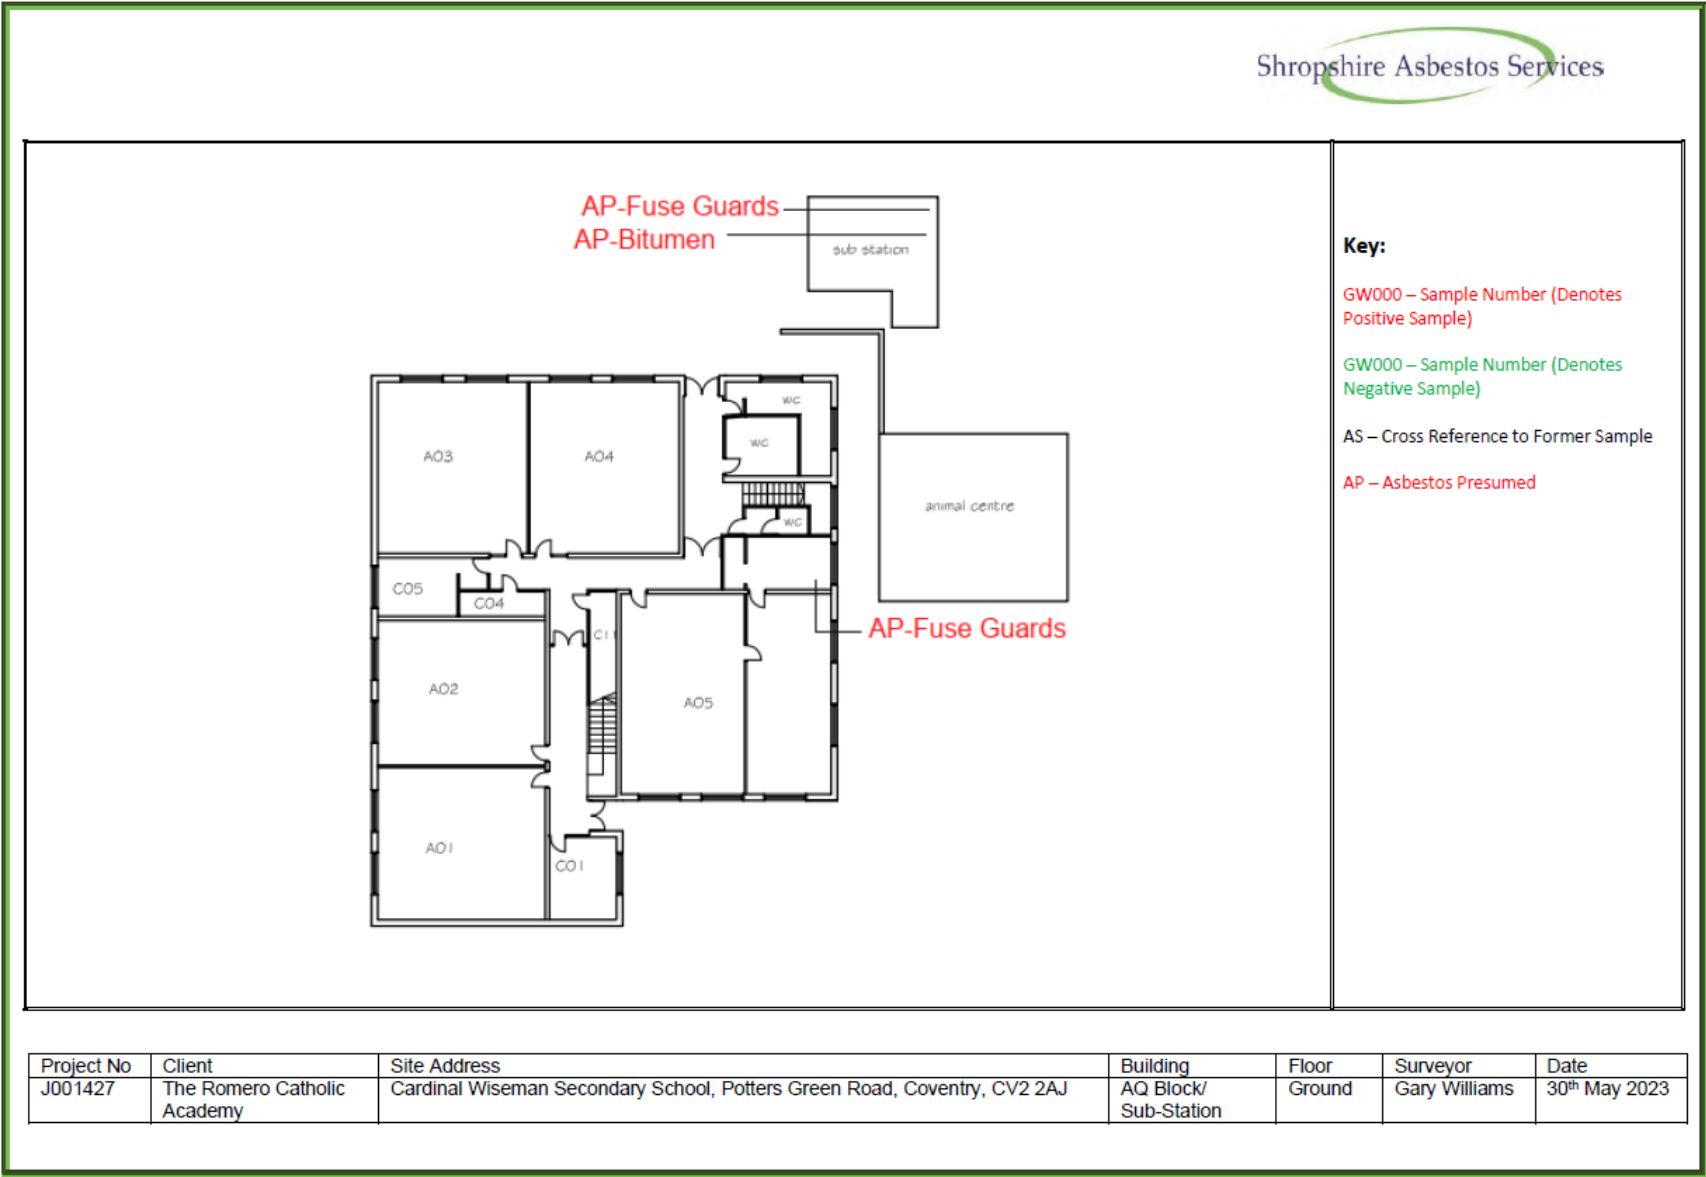 Shropshire Asbestos Services
AP-Fuse Guards
AP-Bitumen
sub station
Key:
GW000 – Sample Number (Denotes
Positive Sample)
GW000 – Sample Number (Denotes
Negative Sample)
AS – Cross Reference to Former Sample
AP – Asbestos Presumed
WC
WC
A03
A04
animal centre
WC
C05
C04
C11
AP-Fuse Guards
A02
A05
A01
C01
Project No Client Site Address Building Floor Surveyor Date
J001427 The Romero Catholic Cardinal Wiseman Secondary School, Potters Green Road, Coventry, CV2 2AJ AQ Block/ Ground Gary Williams 30th May 2023
Academy Sub-Station